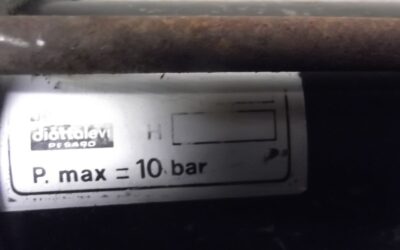 diottalevi H
PESARO
P. max = 10 bar